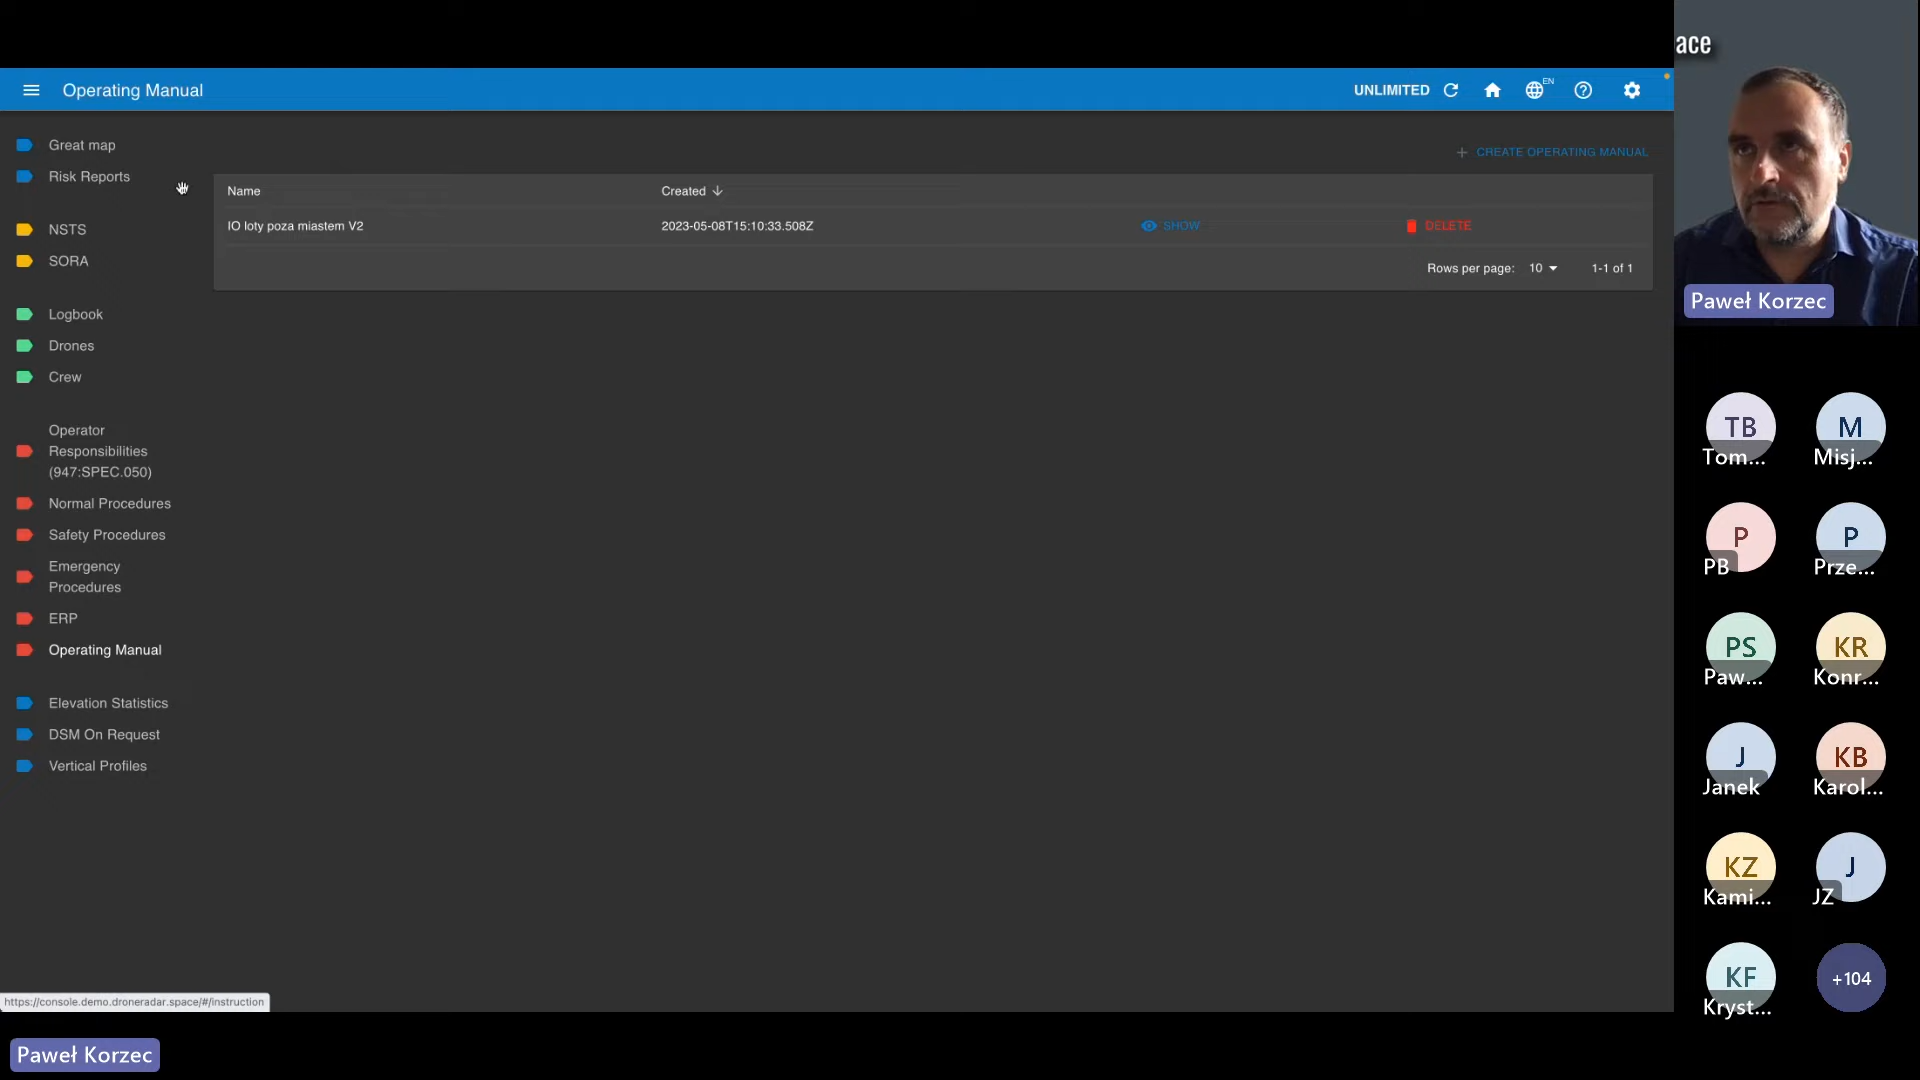 ace
Operating Manual
UNLIMITED
EN
Great map
Risk Reports
NSTS
SORA
Logbook
Drones
Crew
Operator
Responsibilities
(947:SPEC.050)
Normal Procedures
Safety Procedures
Emergency
Procedures
ERP
Operating Manual
Elevation Statistics
DSM On Request
Vertical Profiles
CREATE OPERATING MANUAL
Name Created
IO loty poza miastem V2 2023-05-08T15:10:33.508Z SHOW DELETE
Rows per page: 10 1-1 of 1
https://console.demo.droneradar.space/#/instruction
Paweł Korzec
Paweł Korzec
TB M
Tom... Misj...
P P
PB Prze...
PS KR
Paw... Konr...
J KB
Janek Karol...
KZ J
Kami... JZ
KF +104
Kryst...